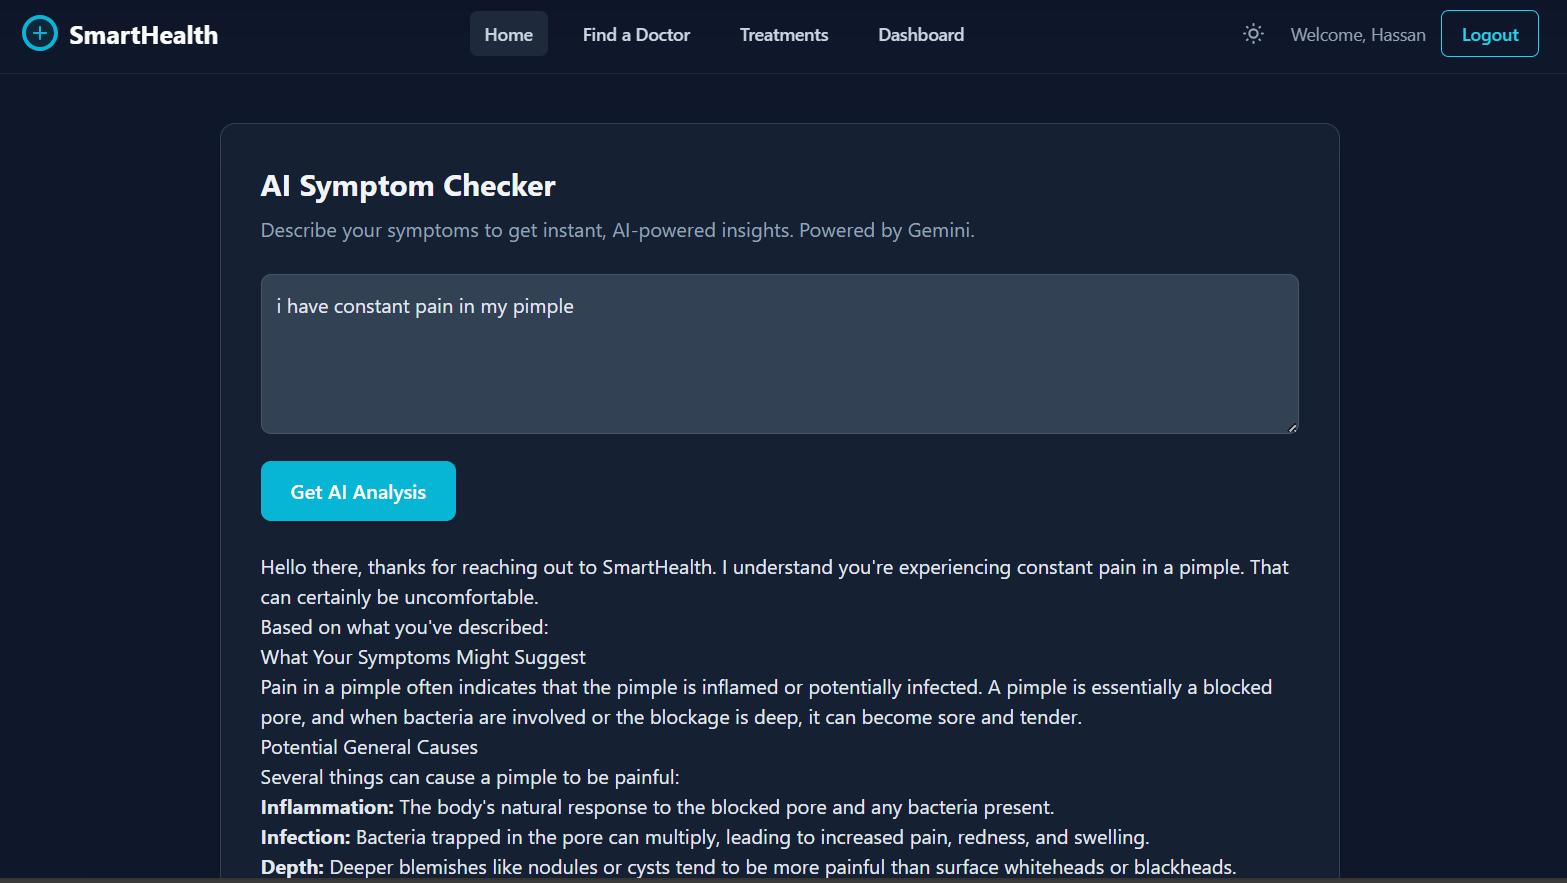 SmartHealth
Home
Find a Doctor
Treatments
Dashboard
Welcome, Hassan
Logout
AI Symptom Checker
Describe your symptoms to get instant, AI-powered insights. Powered by Gemini.
i have constant pain in my pimple
Get AI Analysis
Hello there, thanks for reaching out to SmartHealth. I understand you're experiencing constant pain in a pimple. That
can certainly be uncomfortable.
Based on what you've described:
What Your Symptoms Might Suggest
Pain in a pimple often indicates that the pimple is inflamed or potentially infected. A pimple is essentially a blocked
pore, and when bacteria are involved or the blockage is deep, it can become sore and tender.
Potential General Causes
Several things can cause a pimple to be painful:
Inflammation: The body's natural response to the blocked pore and any bacteria present.
Infection: Bacteria trapped in the pore can multiply, leading to increased pain, redness, and swelling.
Depth: Deeper blemishes like nodules or cysts tend to be more painful than surface whiteheads or blackheads.